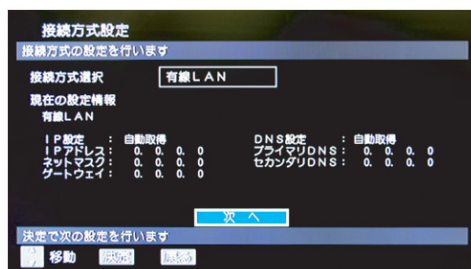 接続方式設定
接続方式の設定を行います
接続方式選択 有線LAN
現在の設定情報
有線LAN
IP設定 : 自動取得 DNS設定 : 自動取得
IPアドレス : 0. 0. 0. 0 プライマリDNS : 0. 0. 0. 0
ネットマスク : 0. 0. 0. 0 セカンダリDNS : 0. 0. 0. 0
ゲートウェイ : 0. 0. 0. 0
次 へ
決定で次の設定を行います
移動 決定